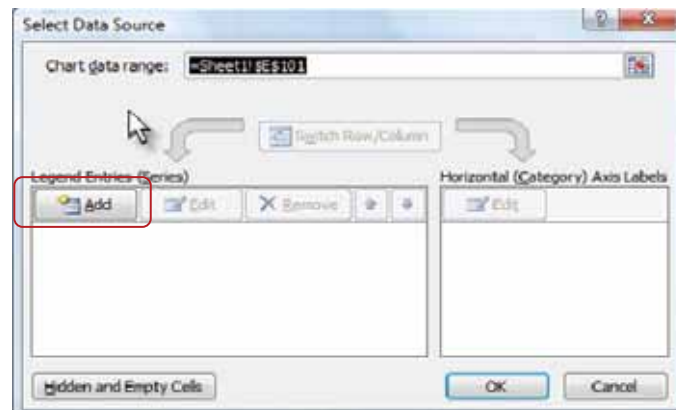 Select Data Source
Chart data range: =Sheet1!$E$101
Switch Row/Column
Legend Entries (Series)
Horizontal (Category) Axis Labels
Add Edit Remove
Edit
Hidden and Empty Cells
OK Cancel